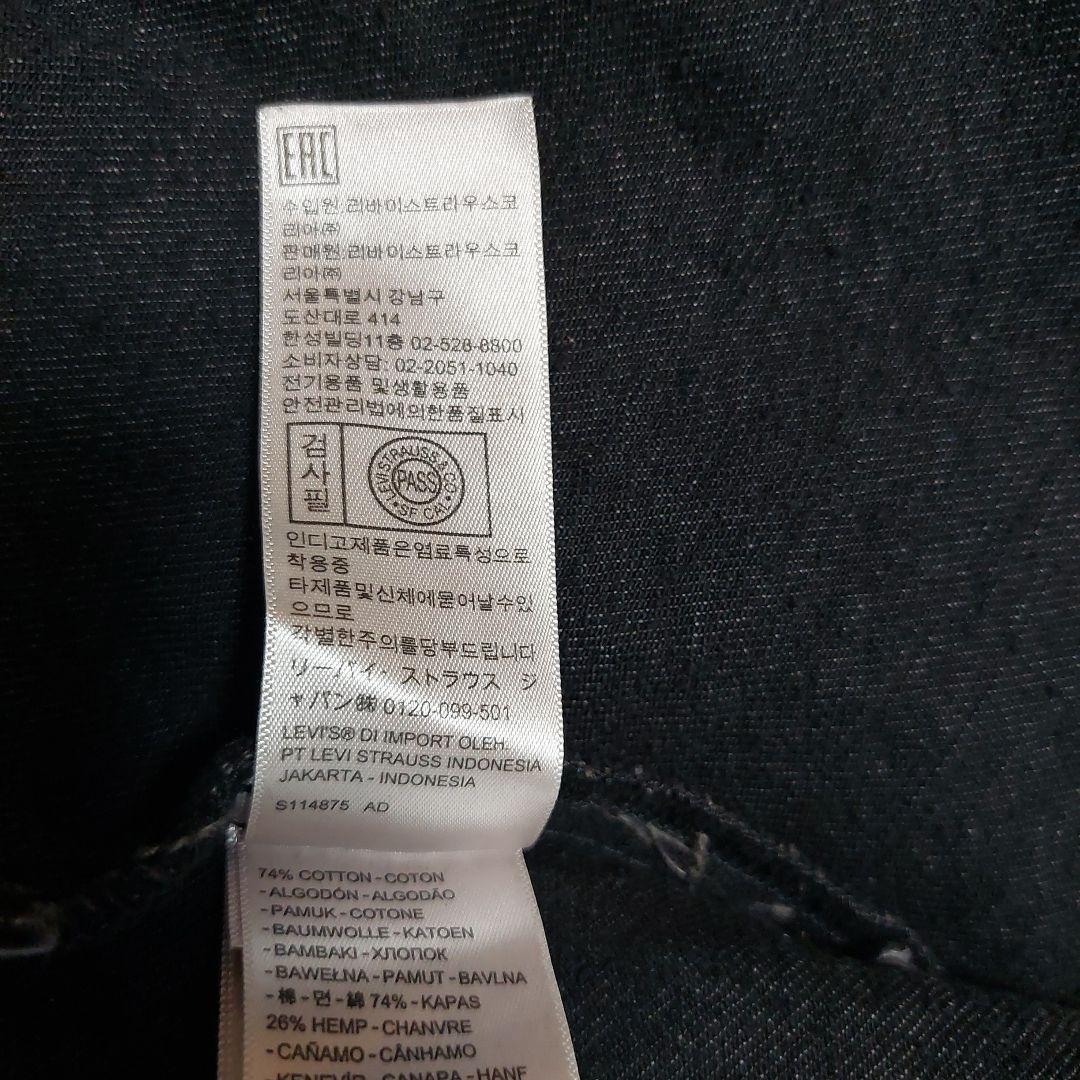 EAC
수입원:리바이스트라우스코
리아㈜
판매원:리바이스트라우스코
리아㈜
서울특별시 강남구
도산대로 414
한성빌딩11층 02-528-8800
소비자상담: 02-2051-1040
전기용품 및생활용품
안전관리법에의한품질표시
검사필
LEVI STRAUSS & CO.
PASS
SF CAL
인디고제품은염료특성으로
착용중
타제품및신체에묻어날수있
으므로
각별한주의를당부드립니다
リーバイ・ストラウス ジ
ャパン㈱ 0120-099-501
LEVI'S® DI IMPORT OLEH.
PT LEVI STRAUSS INDONESIA
JAKARTA - INDONESIA
S114875 AD
74% COTTON - COTON
- ALGODÓN - ALGODÃO
- PAMUK - COTONE
- BAUMWOLLE - KATOEN
- BAMBAKI - ХЛОПОК
- BAWEŁNA - PAMUT - BAVLNA
- 棉 - 면 - 綿 74% - KAPAS
26% HEMP - CHANVRE
- CAÑAMO - CÂNHAMO
- KENEVİR - CANAPA - HANF